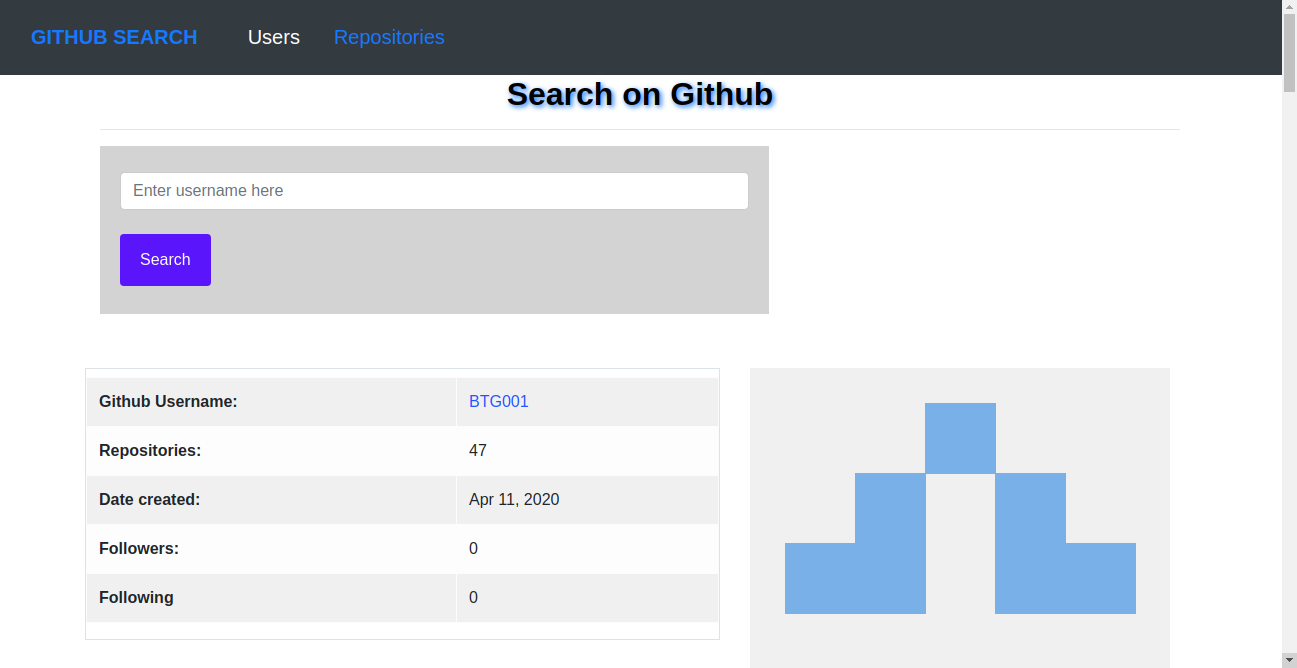 GITHUB SEARCH Users Repositories
Search on Github
Enter username here
Search
Github Username: BTG001
Repositories: 47
Date created: Apr 11, 2020
Followers: 0
Following 0